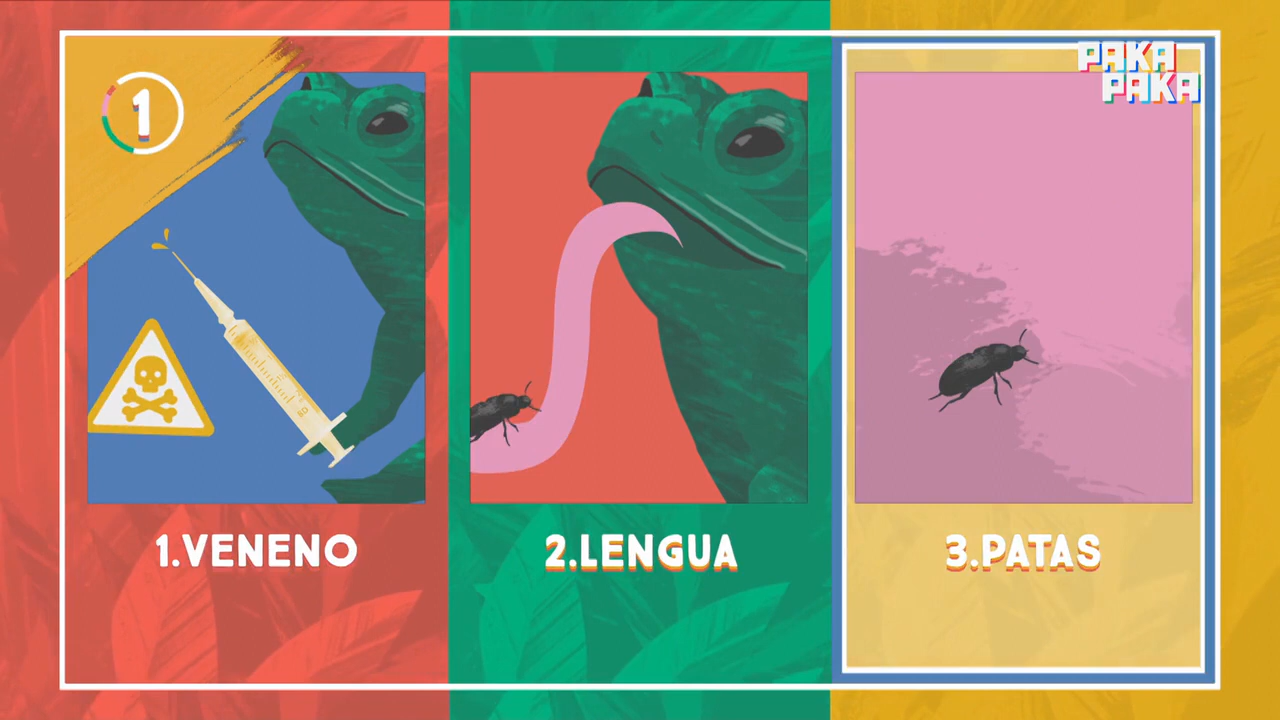 1
PAKA
PAKA
1.VENENO
2.LENGUA
3.PATAS